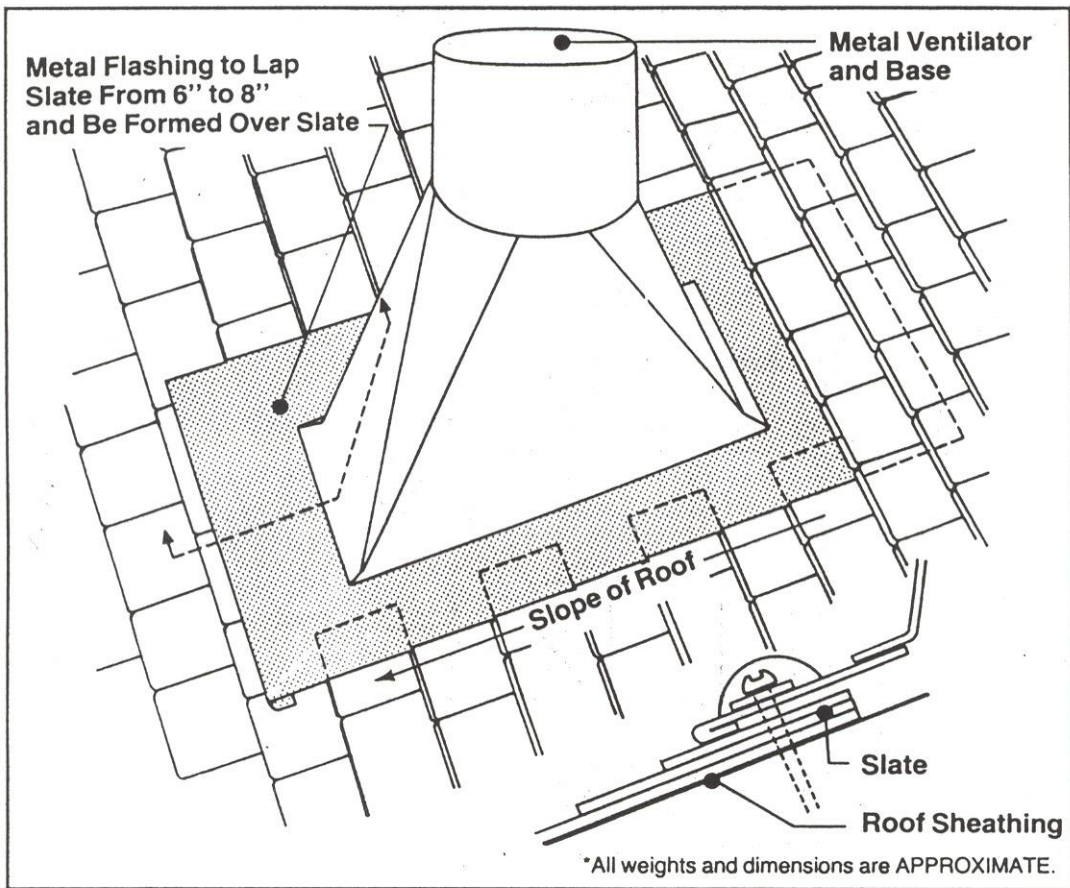 Metal Flashing to Lap
Slate From 6'' to 8''
and Be Formed Over Slate
Metal Ventilator
and Base
Slope of Roof
Slate
Roof Sheathing
*All weights and dimensions are APPROXIMATE.